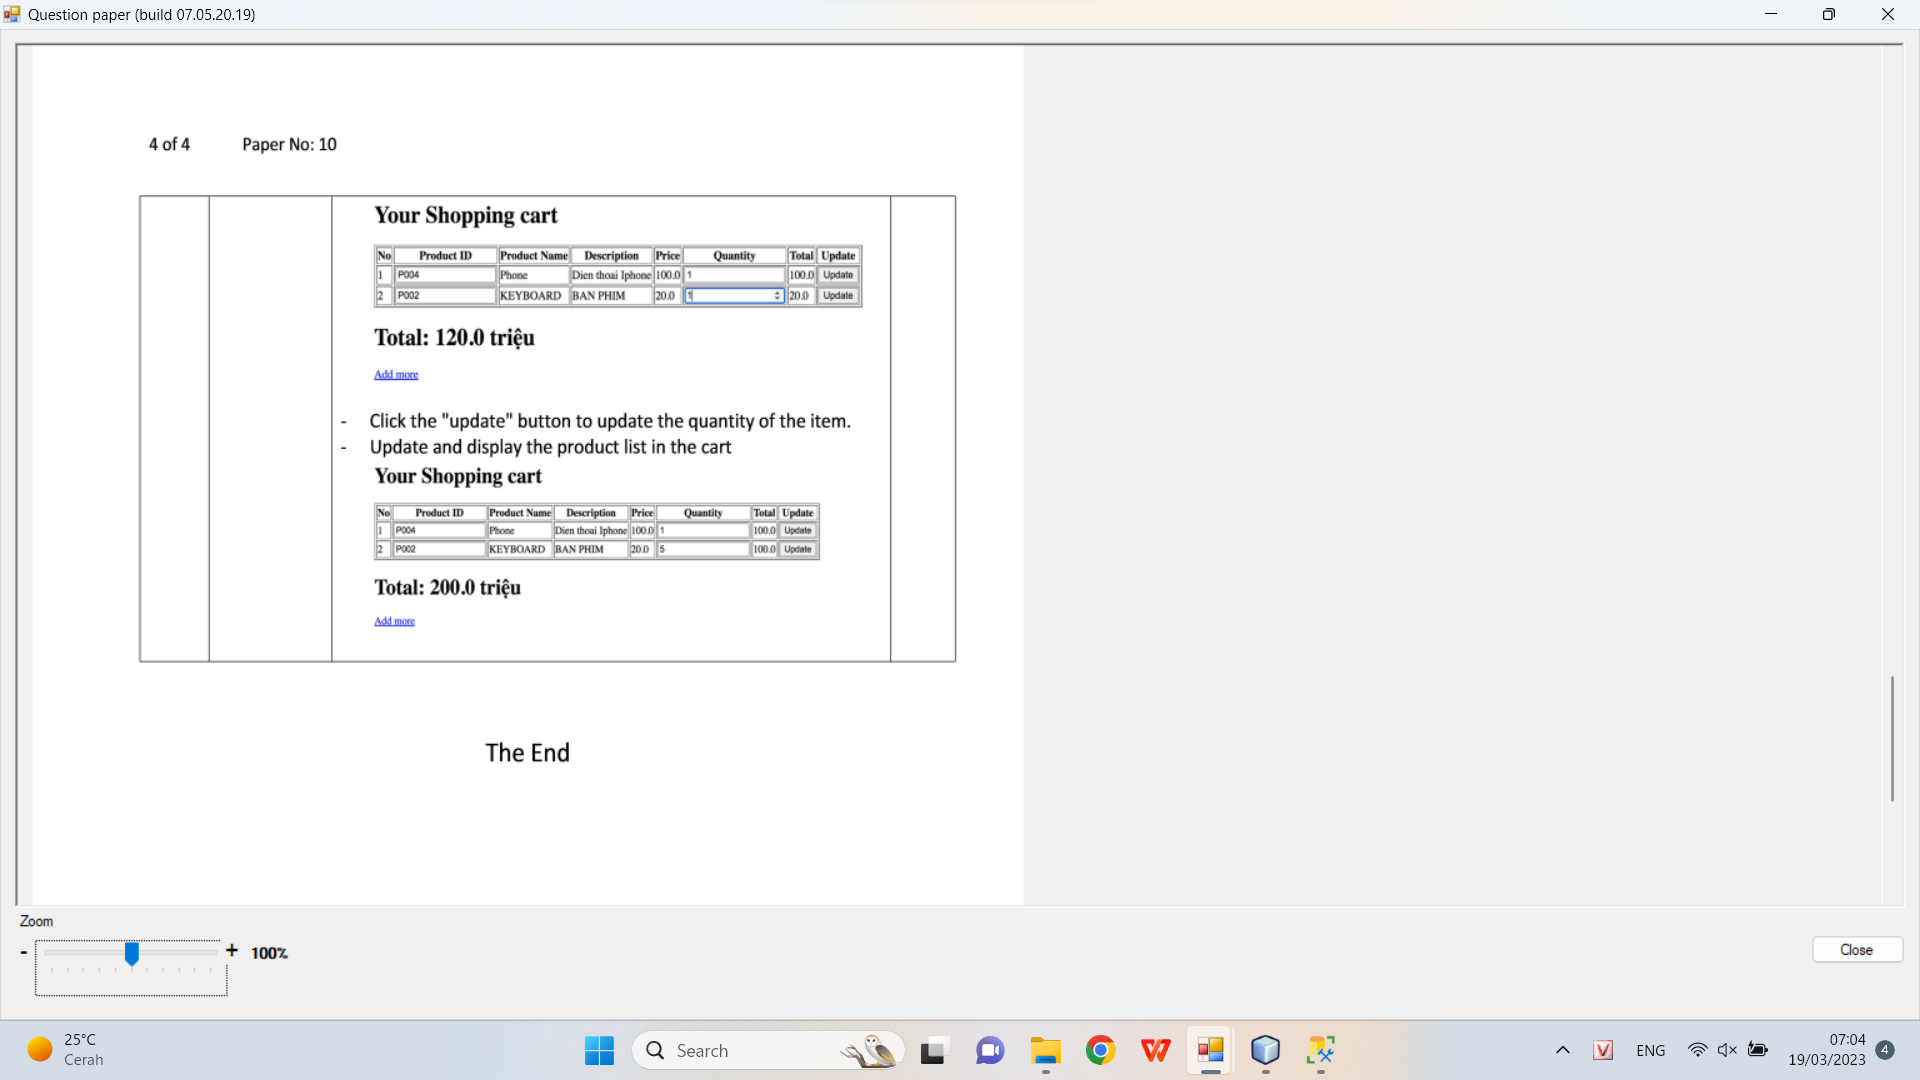 Question paper (build 07.05.20.19)
4 of 4 Paper No: 10
Your Shopping cart
No Product ID Product Name Description Price Quantity Total Update
1 P004 Phone Dien thoai Iphone 100.0 1 100.0 Update
2 P002 KEYBOARD BAN PHIM 20.0 1 20.0 Update
Total: 120.0 triệu
Add more
- Click the "update" button to update the quantity of the item.
- Update and display the product list in the cart
Your Shopping cart
No Product ID Product Name Description Price Quantity Total Update
1 P004 Phone Dien thoai Iphone 100.0 1 100.0 Update
2 P002 KEYBOARD BAN PHIM 20.0 5 100.0 Update
Total: 200.0 triệu
Add more
The End
Zoom
- + 100%
Close
25°C
Cerah
Search
ENG
07:04
19/03/2023
4